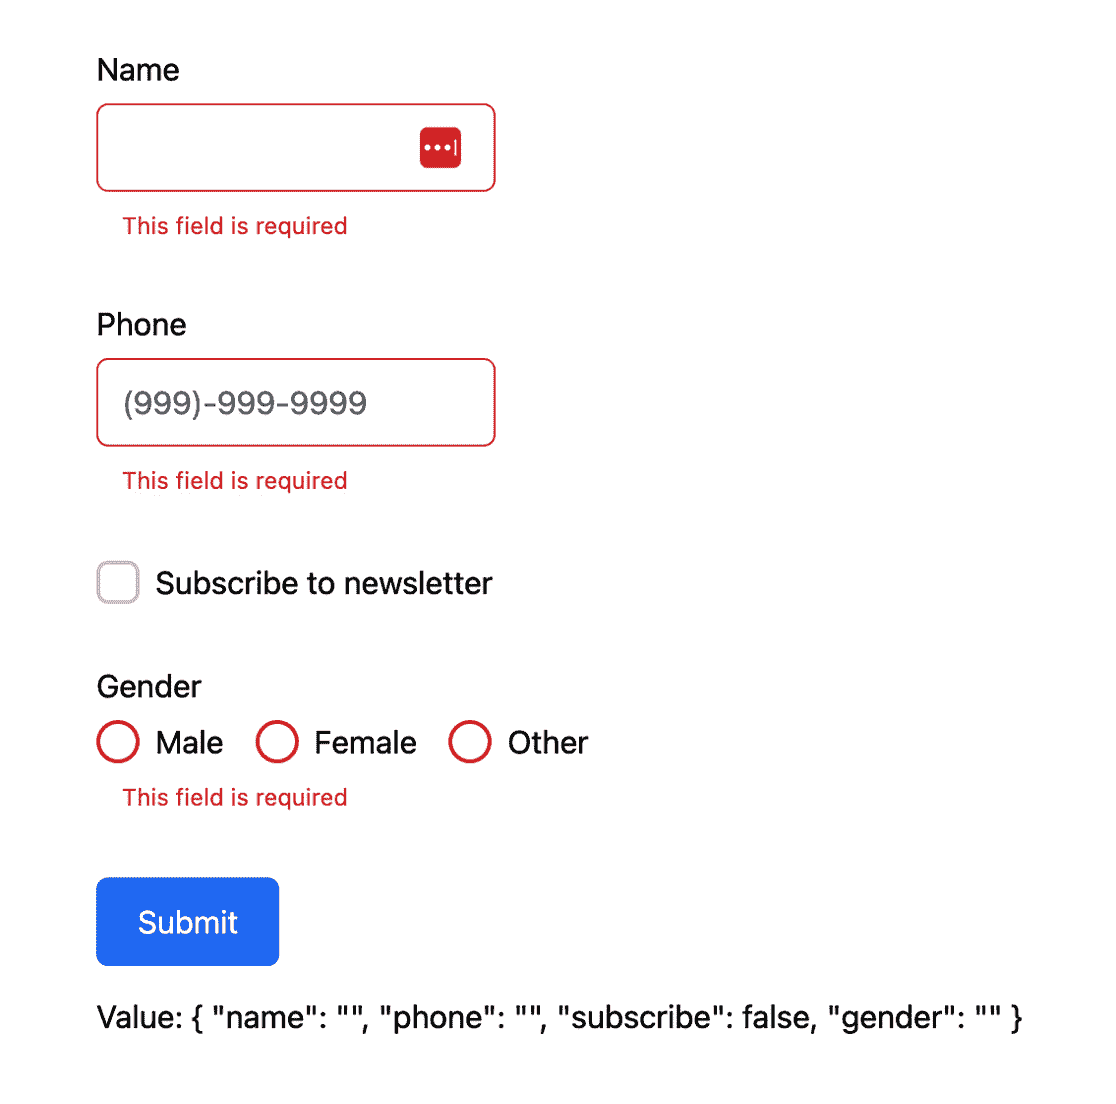 Name
This field is required
Phone
(999)-999-9999
This field is required
Subscribe to newsletter
Gender
Male Female Other
This field is required
Submit
Value: { "name": "", "phone": "", "subscribe": false, "gender": "" }